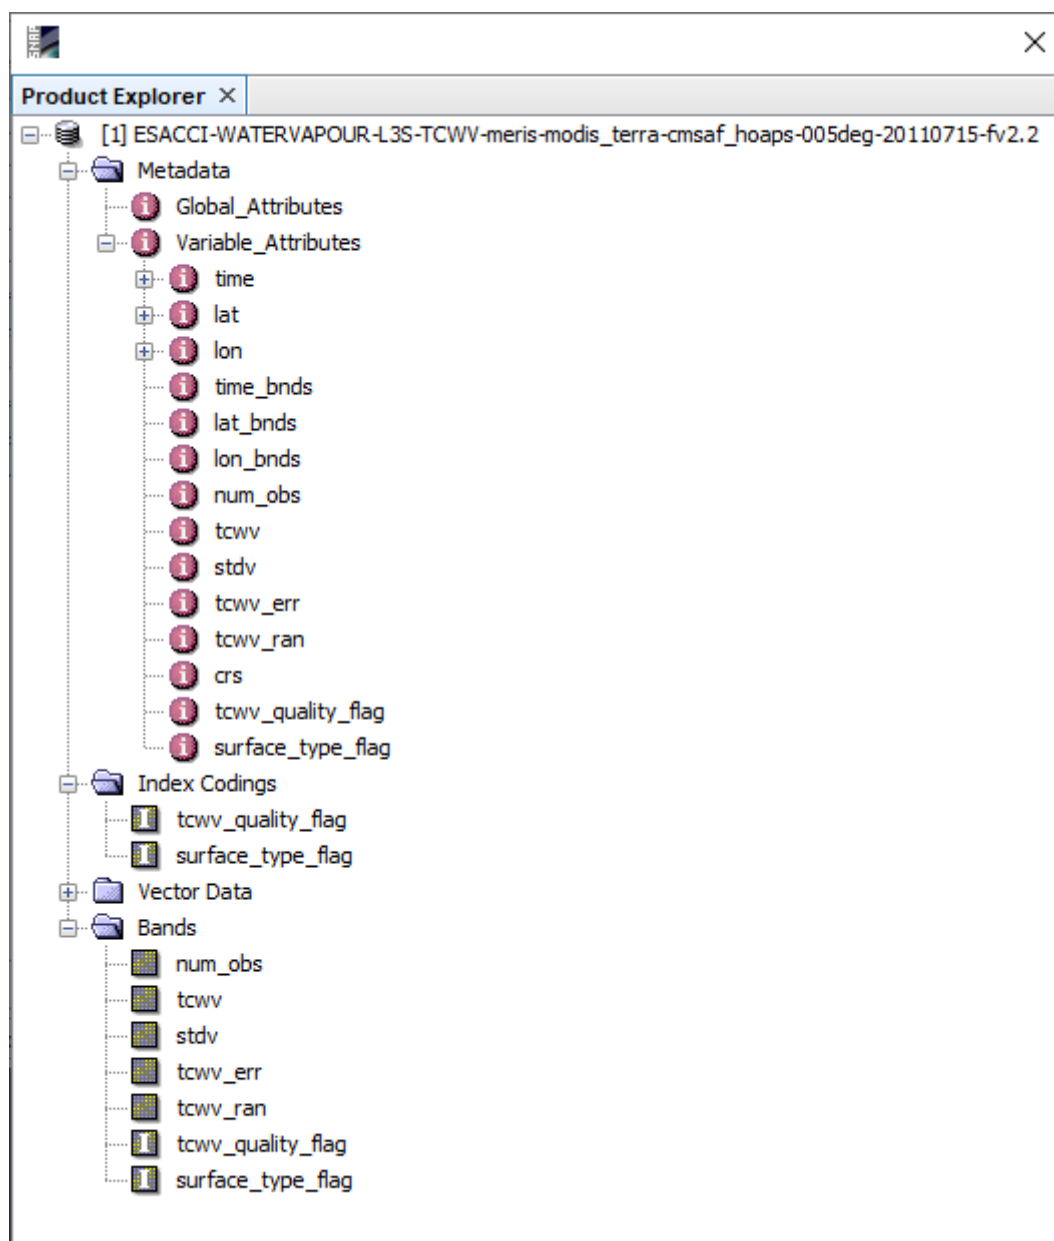 SNAP
Product Explorer
[1] ESACCI-WATERVAPOUR-L3S-TCWV-meris-modis_terra-cmsaf_hoaps-005deg-20110715-fv2.2
Metadata
Global_Attributes
Variable_Attributes
time
lat
lon
time_bnds
lat_bnds
lon_bnds
num_obs
tcwv
stdv
tcwv_err
tcwv_ran
crs
tcwv_quality_flag
surface_type_flag
Index Codings
tcwv_quality_flag
surface_type_flag
Vector Data
Bands
num_obs
tcwv
stdv
tcwv_err
tcwv_ran
tcwv_quality_flag
surface_type_flag